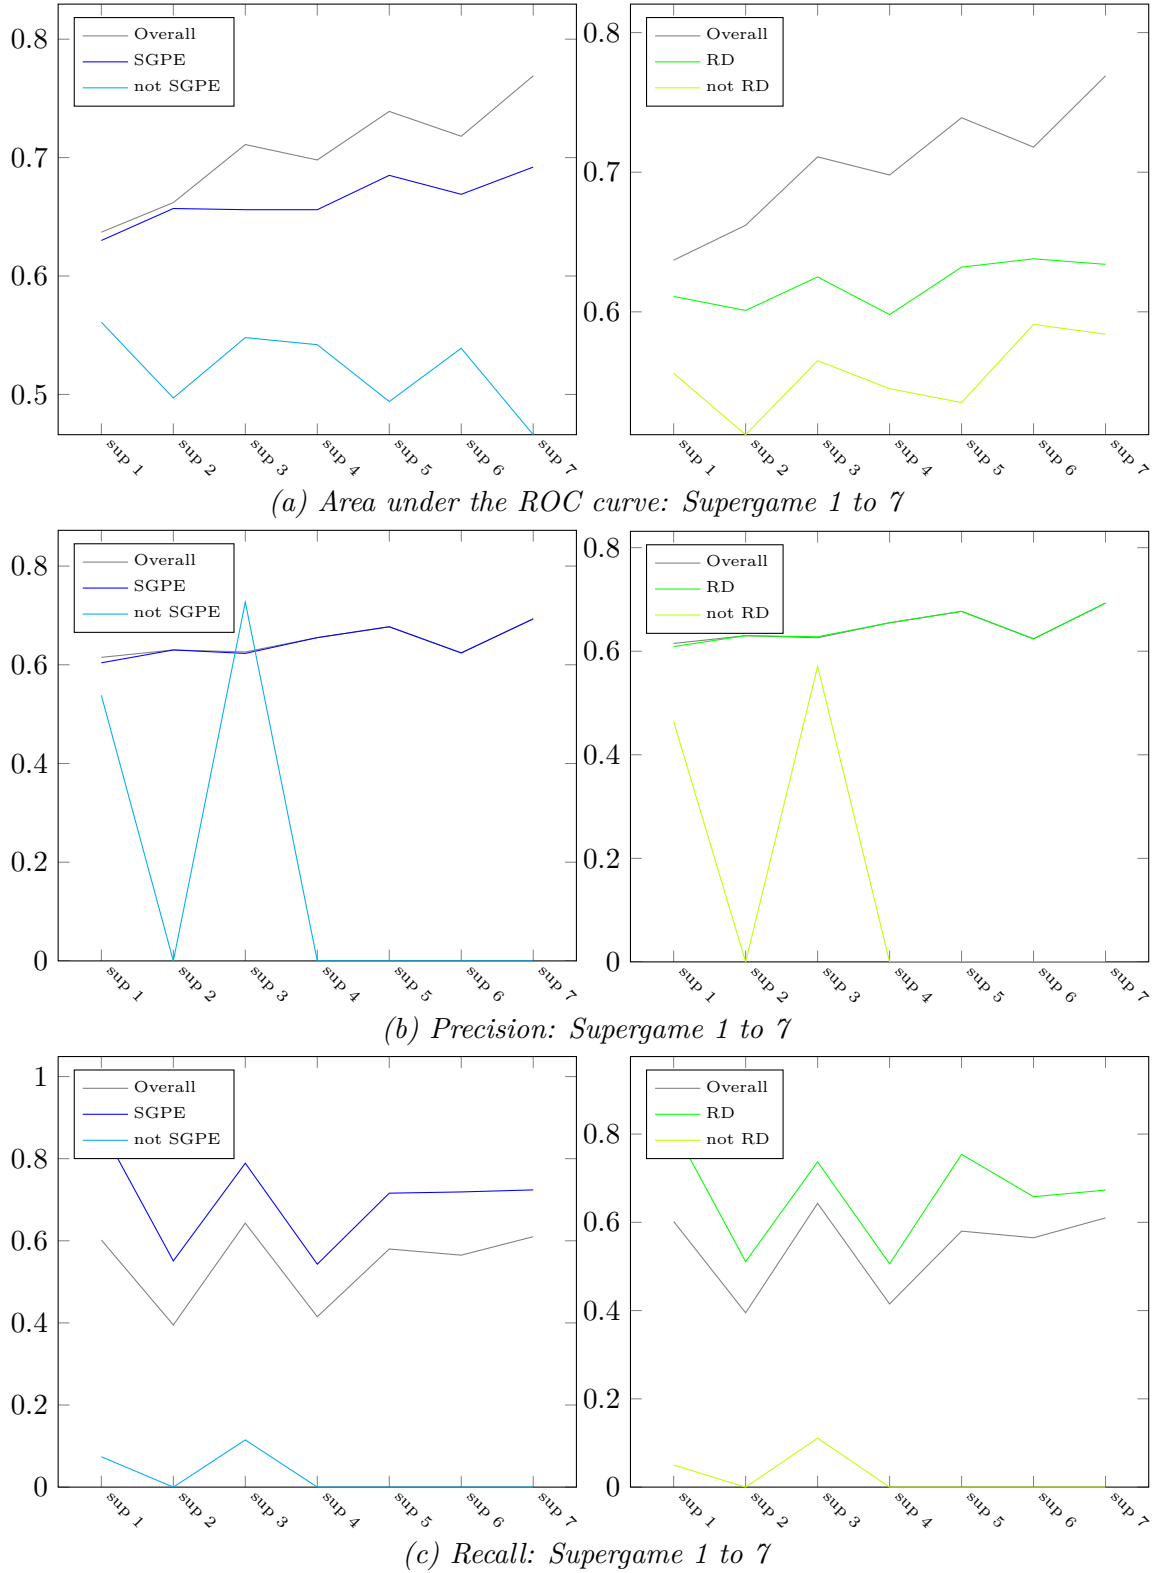 Overall
SGPE
not SGPE
0.8
0.7
0.6
0.5
sup 1
sup 2
sup 3
sup 4
sup 5
sup 6
sup 7
Overall
RD
not RD
0.8
0.7
0.6
sup 1
sup 2
sup 3
sup 4
sup 5
sup 6
sup 7
(a) Area under the ROC curve: Supergame 1 to 7
Overall
SGPE
not SGPE
0.8
0.6
0.4
0.2
0
sup 1
sup 2
sup 3
sup 4
sup 5
sup 6
sup 7
Overall
RD
not RD
0.8
0.6
0.4
0.2
0
sup 1
sup 2
sup 3
sup 4
sup 5
sup 6
sup 7
(b) Precision: Supergame 1 to 7
Overall
SGPE
not SGPE
1
0.8
0.6
0.4
0.2
0
sup 1
sup 2
sup 3
sup 4
sup 5
sup 6
sup 7
Overall
RD
not RD
0.8
0.6
0.4
0.2
0
sup 1
sup 2
sup 3
sup 4
sup 5
sup 6
sup 7
(c) Recall: Supergame 1 to 7